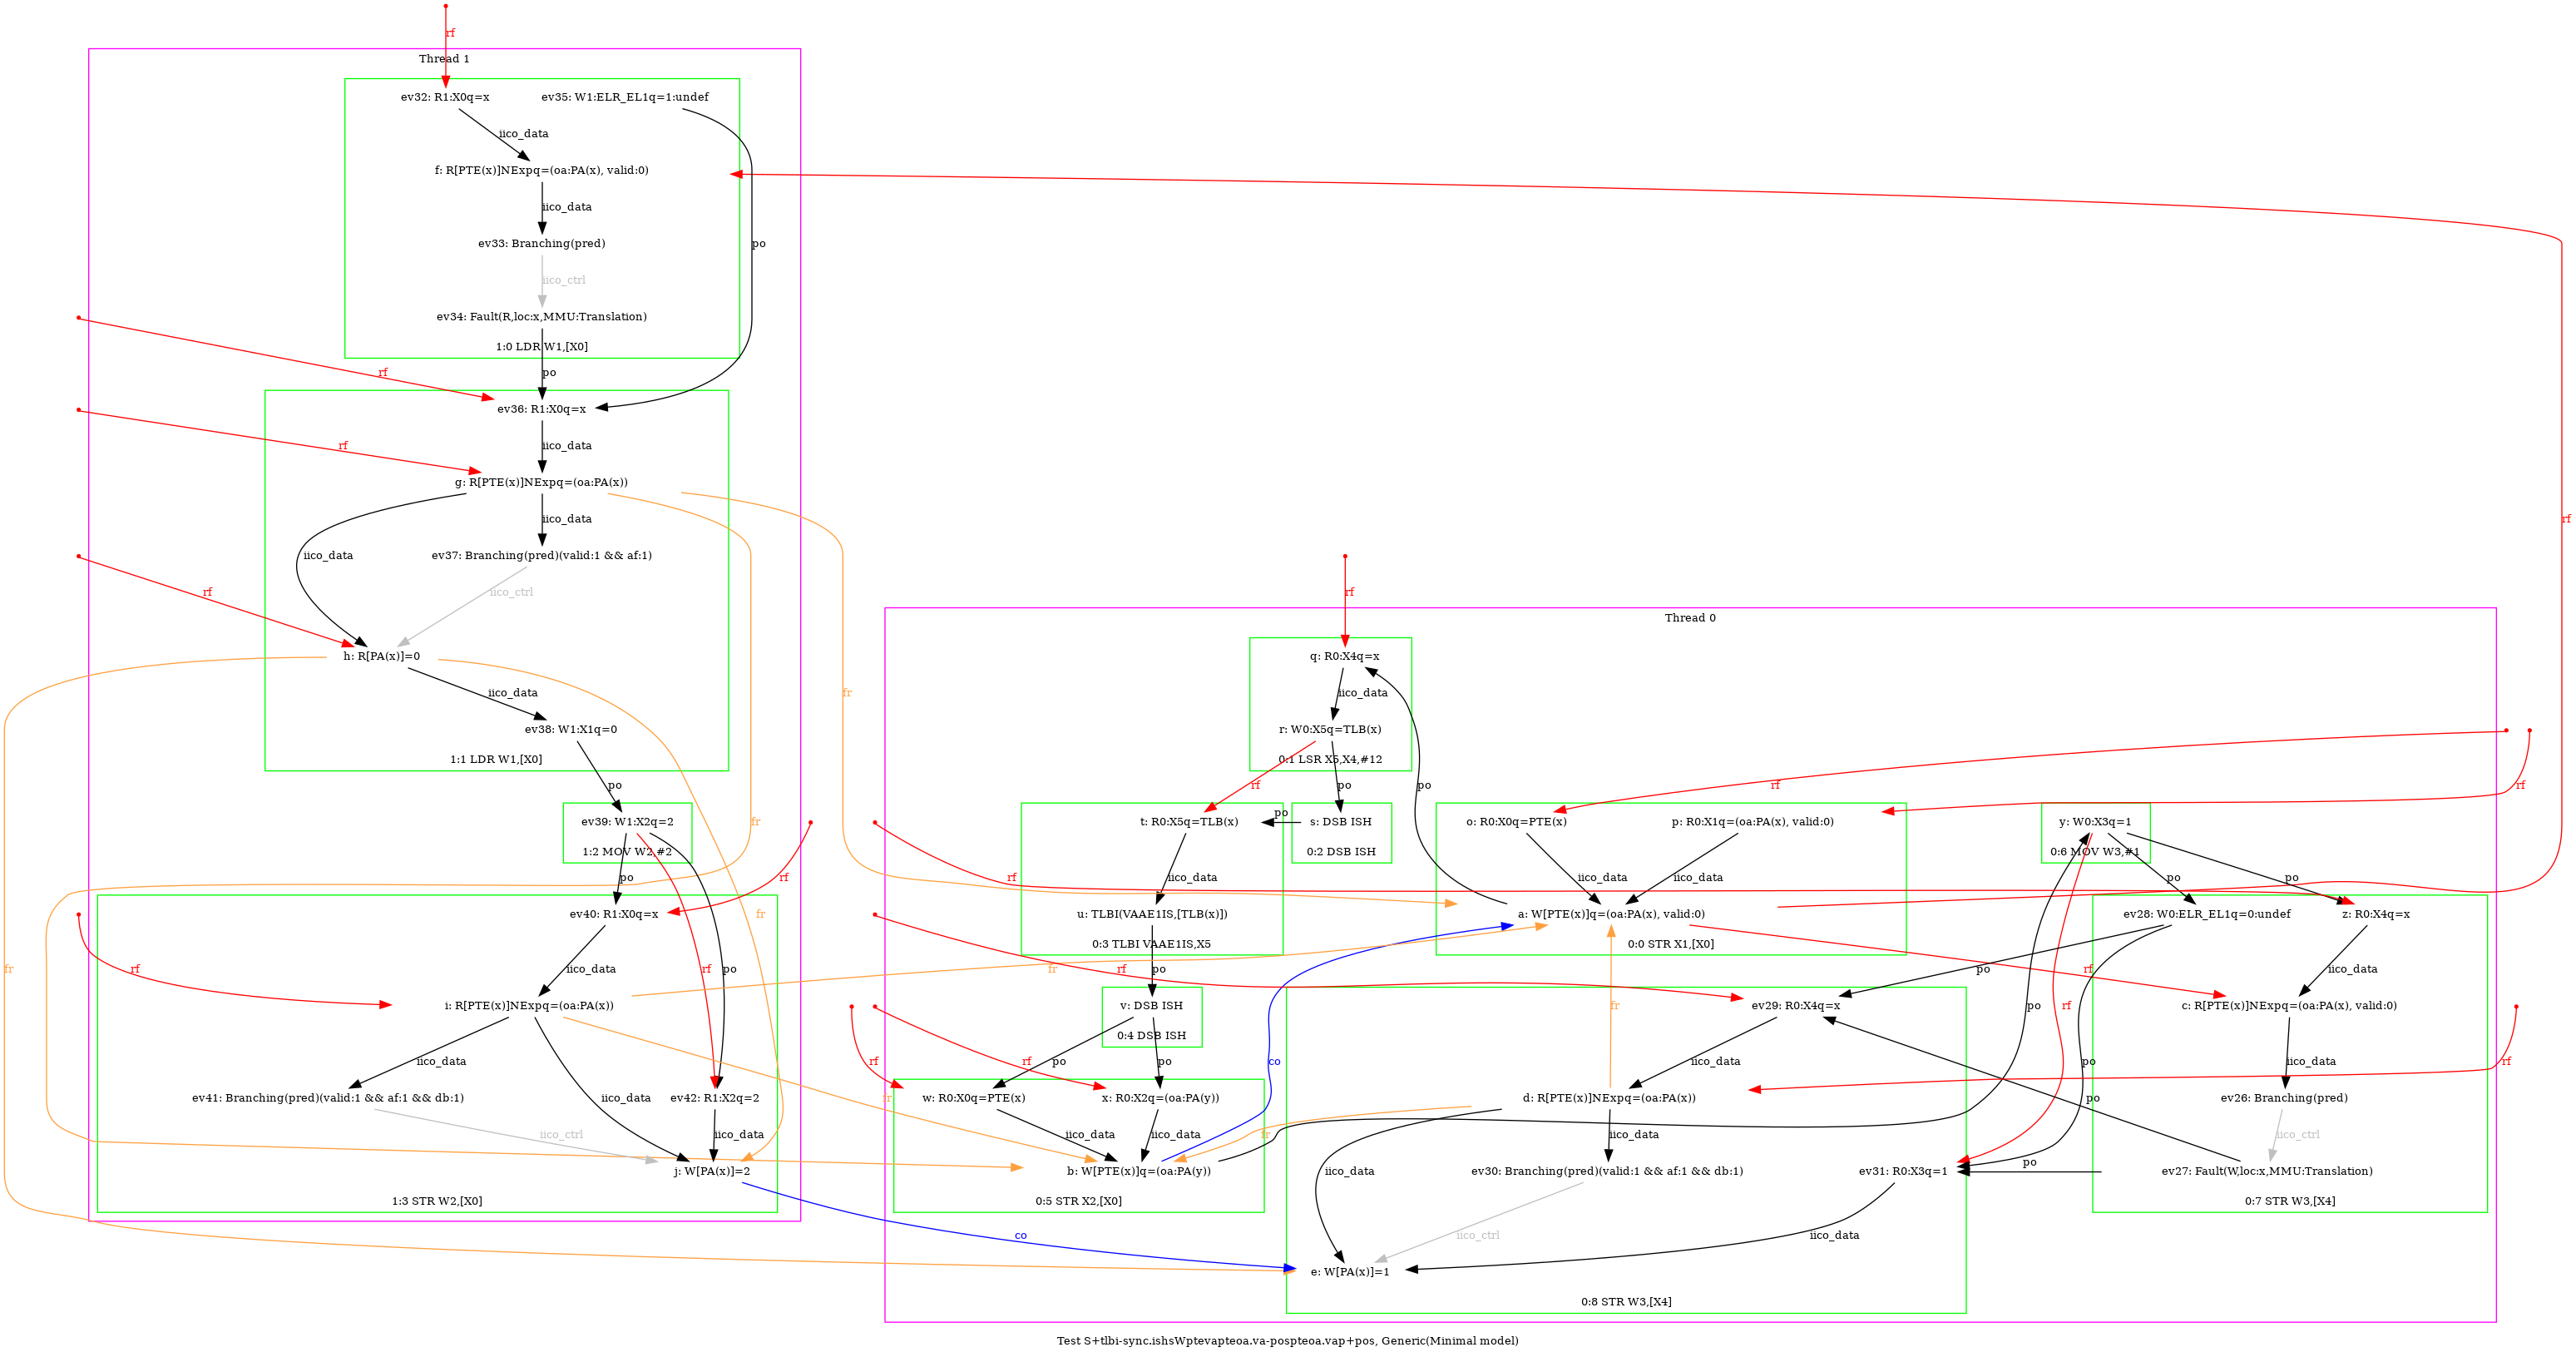 rf
Thread 1
ev32: R1:X0q=x
ev35: W1:ELR_EL1q=1:undef
iico_data
f: R[PTE(x)]NExpq=(oa:PA(x), valid:0)
iico_data
ev33: Branching(pred)
po
iico_ctrl
ev34: Fault(R,loc:x,MMU:Translation)
1:0 LDR W1,[X0]
rf
po
ev36: R1:X0q=x
rf
iico_data
g: R[PTE(x)]NExpq=(oa:PA(x))
iico_data
rf
iico_data
ev37: Branching(pred)(valid:1 && af:1)
rf
iico_ctrl
rf
Thread 0
h: R[PA(x)]=0
q: R0:X4q=x
iico_data
fr
iico_data
ev38: W1:X1q=0
r: W0:X5q=TLB(x)
1:1 LDR W1,[X0]
0:1 LSR X5,X4,#12
po
rf
po
po
rf
rf
po
ev39: W1:X2q=2
fr
t: R0:X5q=TLB(x)
s: DSB ISH
o: R0:X0q=PTE(x)
p: R0:X1q=(oa:PA(x), valid:0)
y: W0:X3q=1
1:2 MOV W2,#2
0:2 DSB ISH
0:6 MOV W3,#1
po
rf
iico_data
rf
iico_data
iico_data
po
po
ev40: R1:X0q=x
fr
u: TLBI(VAAE1IS,[TLB(x)])
a: W[PTE(x)]q=(oa:PA(x), valid:0)
ev28: W0:ELR_EL1q=0:undef
z: R0:X4q=x
0:3 TLBI VAAE1IS,X5
0:0 STR X1,[X0]
fr
rf
iico_data
rf
po
fr
po
rf
po
rf
iico_data
i: R[PTE(x)]NExpq=(oa:PA(x))
v: DSB ISH
fr
ev29: R0:X4q=x
po
rf
c: R[PTE(x)]NExpq=(oa:PA(x), valid:0)
0:4 DSB ISH
iico_data
rf
po
rf
po
co
iico_data
po
iico_data
rf
ev41: Branching(pred)(valid:1 && af:1 && db:1)
iico_data
ev42: R1:X2q=2
fr
w: R0:X0q=PTE(x)
x: R0:X2q=(oa:PA(y))
d: R[PTE(x)]NExpq=(oa:PA(x))
po
ev26: Branching(pred)
iico_ctrl
iico_data
iico_data
iico_data
fr
iico_data
iico_ctrl
j: W[PA(x)]=2
b: W[PTE(x)]q=(oa:PA(y))
iico_data
ev30: Branching(pred)(valid:1 && af:1 && db:1)
ev31: R0:X3q=1
po
ev27: Fault(W,loc:x,MMU:Translation)
1:3 STR W2,[X0]
0:5 STR X2,[X0]
0:7 STR W3,[X4]
co
iico_ctrl
iico_data
e: W[PA(x)]=1
0:8 STR W3,[X4]
Test S+tlbi-sync.ishsWptevapteoa.va-pospteoa.vap+pos, Generic(Minimal model)